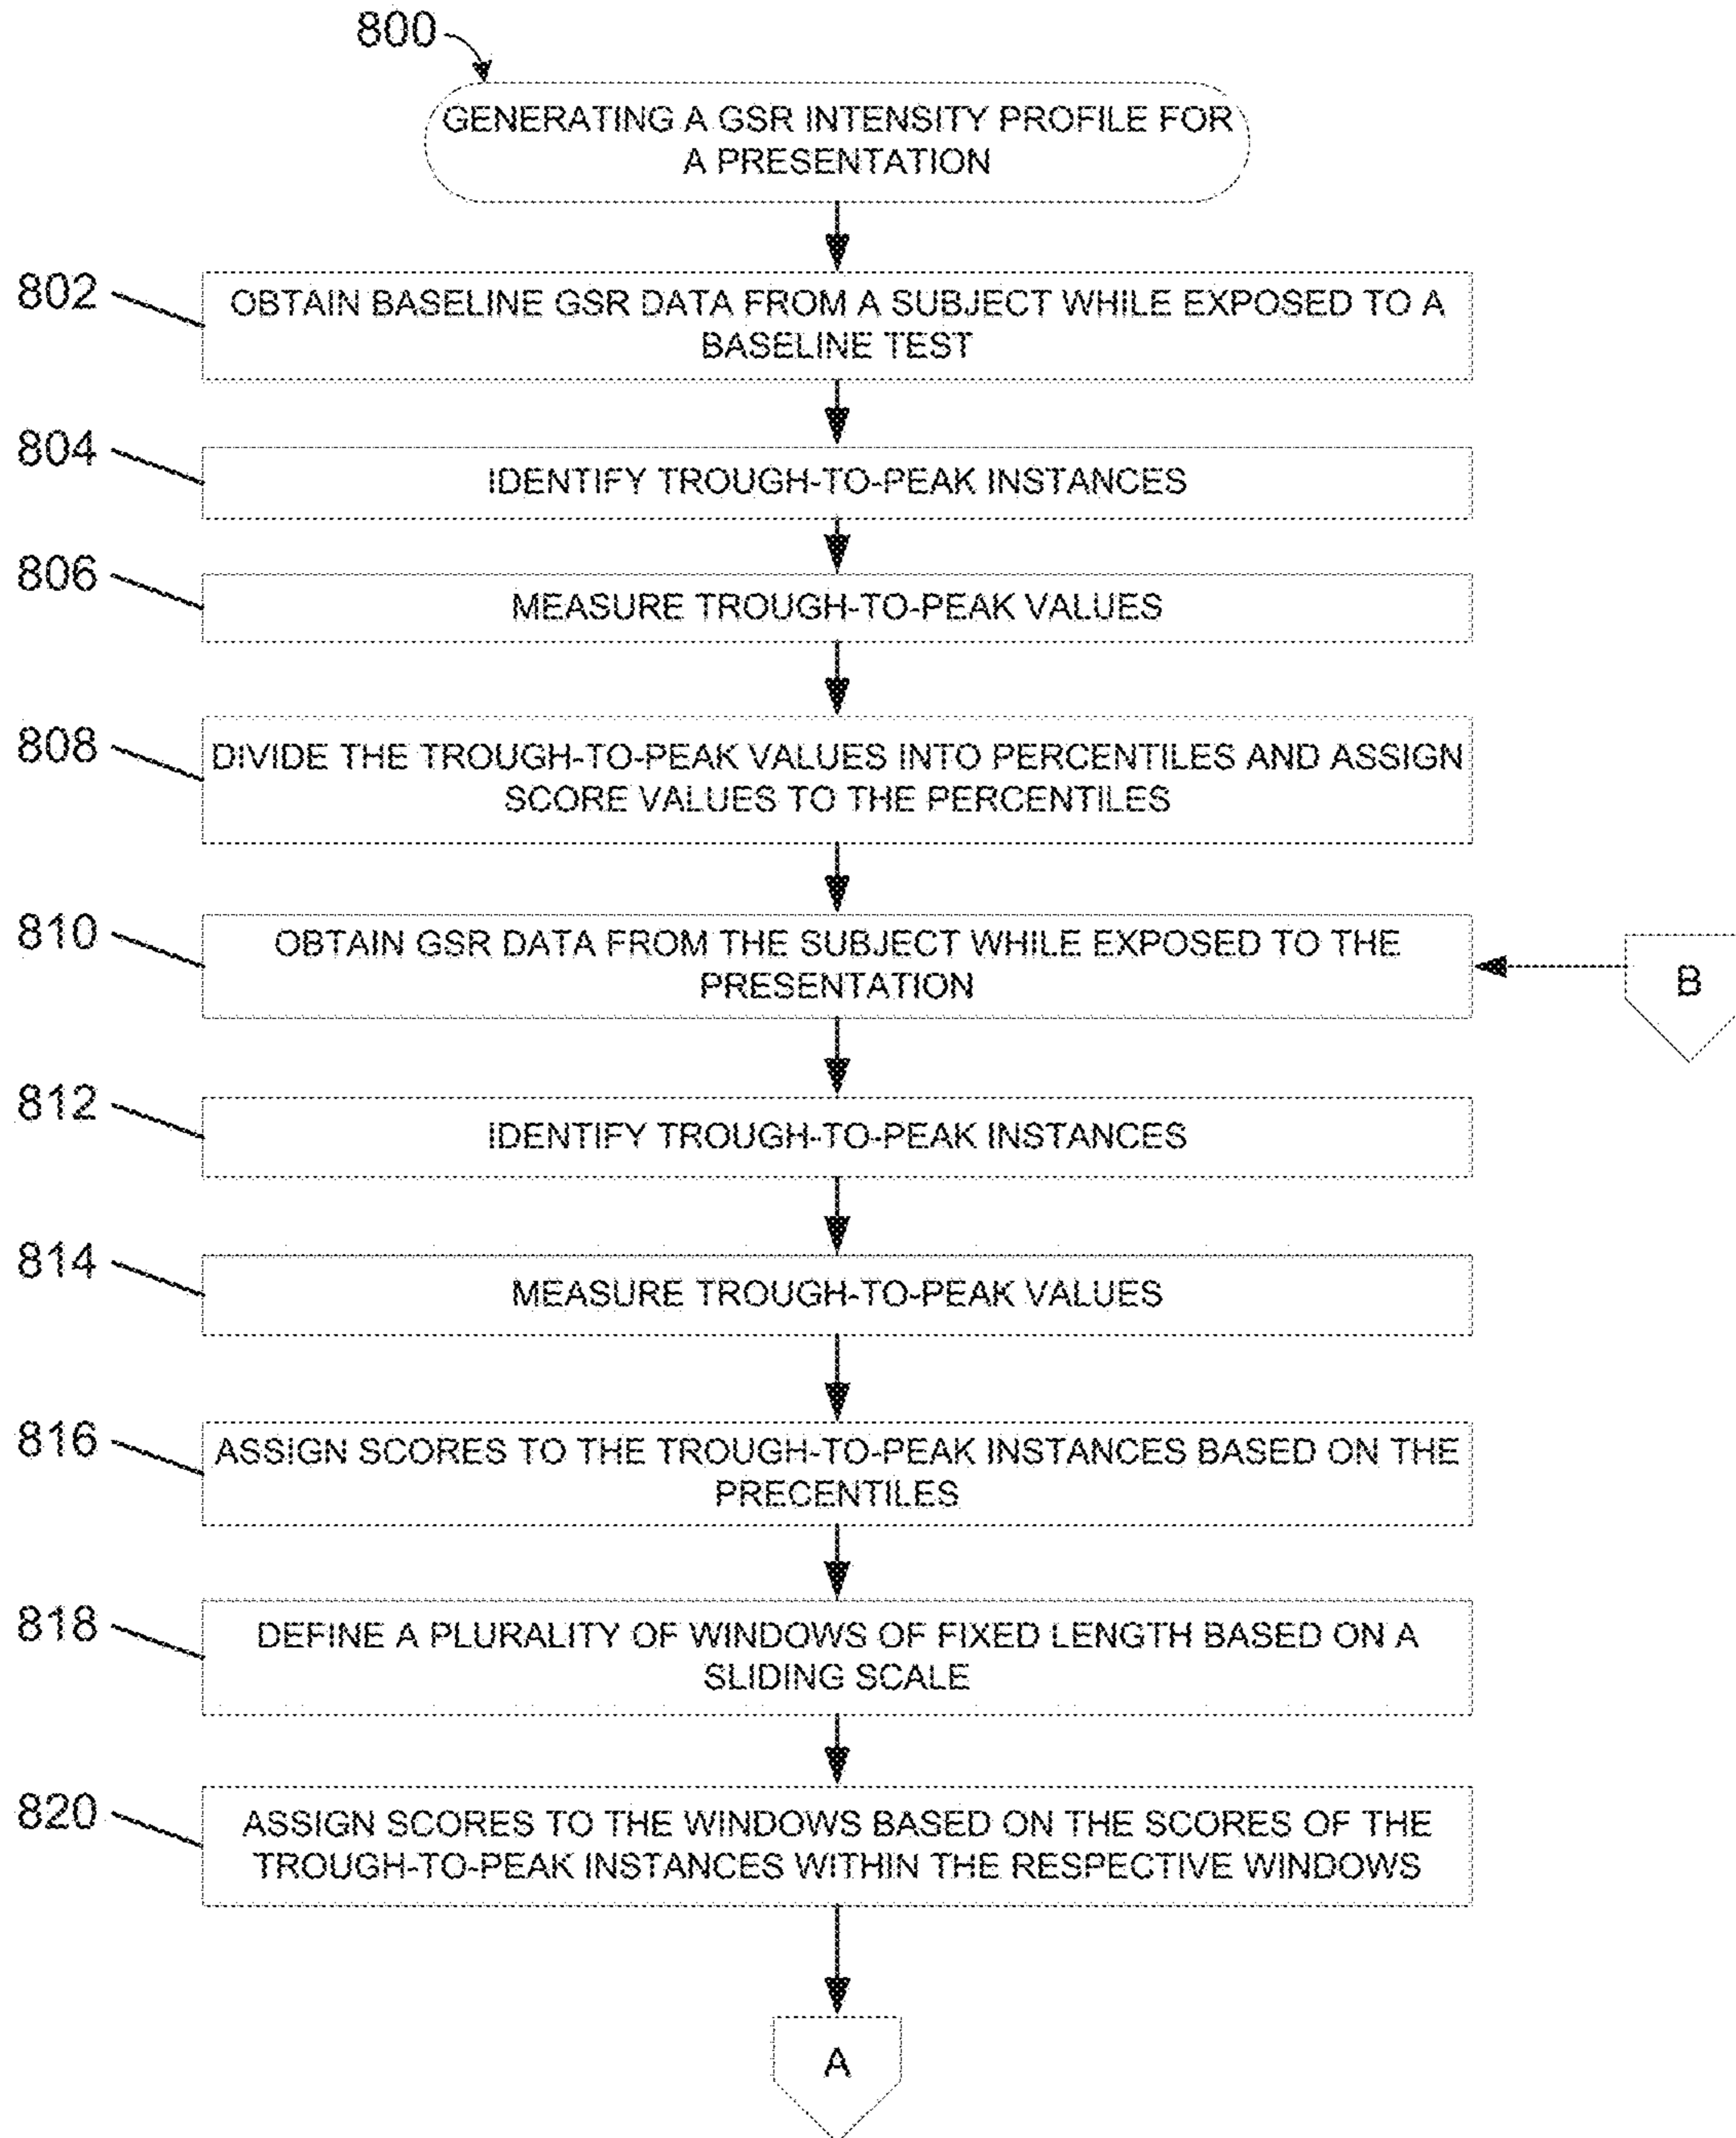 800
GENERATING A GSR INTENSITY PROFILE FOR
A PRESENTATION
802
OBTAIN BASELINE GSR DATA FROM A SUBJECT WHILE EXPOSED TO A
BASELINE TEST
804
IDENTIFY TROUGH-TO-PEAK INSTANCES
806
MEASURE TROUGH-TO-PEAK VALUES
808
DIVIDE THE TROUGH-TO-PEAK VALUES INTO PERCENTILES AND ASSIGN
SCORE VALUES TO THE PERCENTILES
810
OBTAIN GSR DATA FROM THE SUBJECT WHILE EXPOSED TO THE
PRESENTATION
B
812
IDENTIFY TROUGH-TO-PEAK INSTANCES
814
MEASURE TROUGH-TO-PEAK VALUES
816
ASSIGN SCORES TO THE TROUGH-TO-PEAK INSTANCES BASED ON THE
PRECENTILES
818
DEFINE A PLURALITY OF WINDOWS OF FIXED LENGTH BASED ON A
SLIDING SCALE
820
ASSIGN SCORES TO THE WINDOWS BASED ON THE SCORES OF THE
TROUGH-TO-PEAK INSTANCES WITHIN THE RESPECTIVE WINDOWS
A